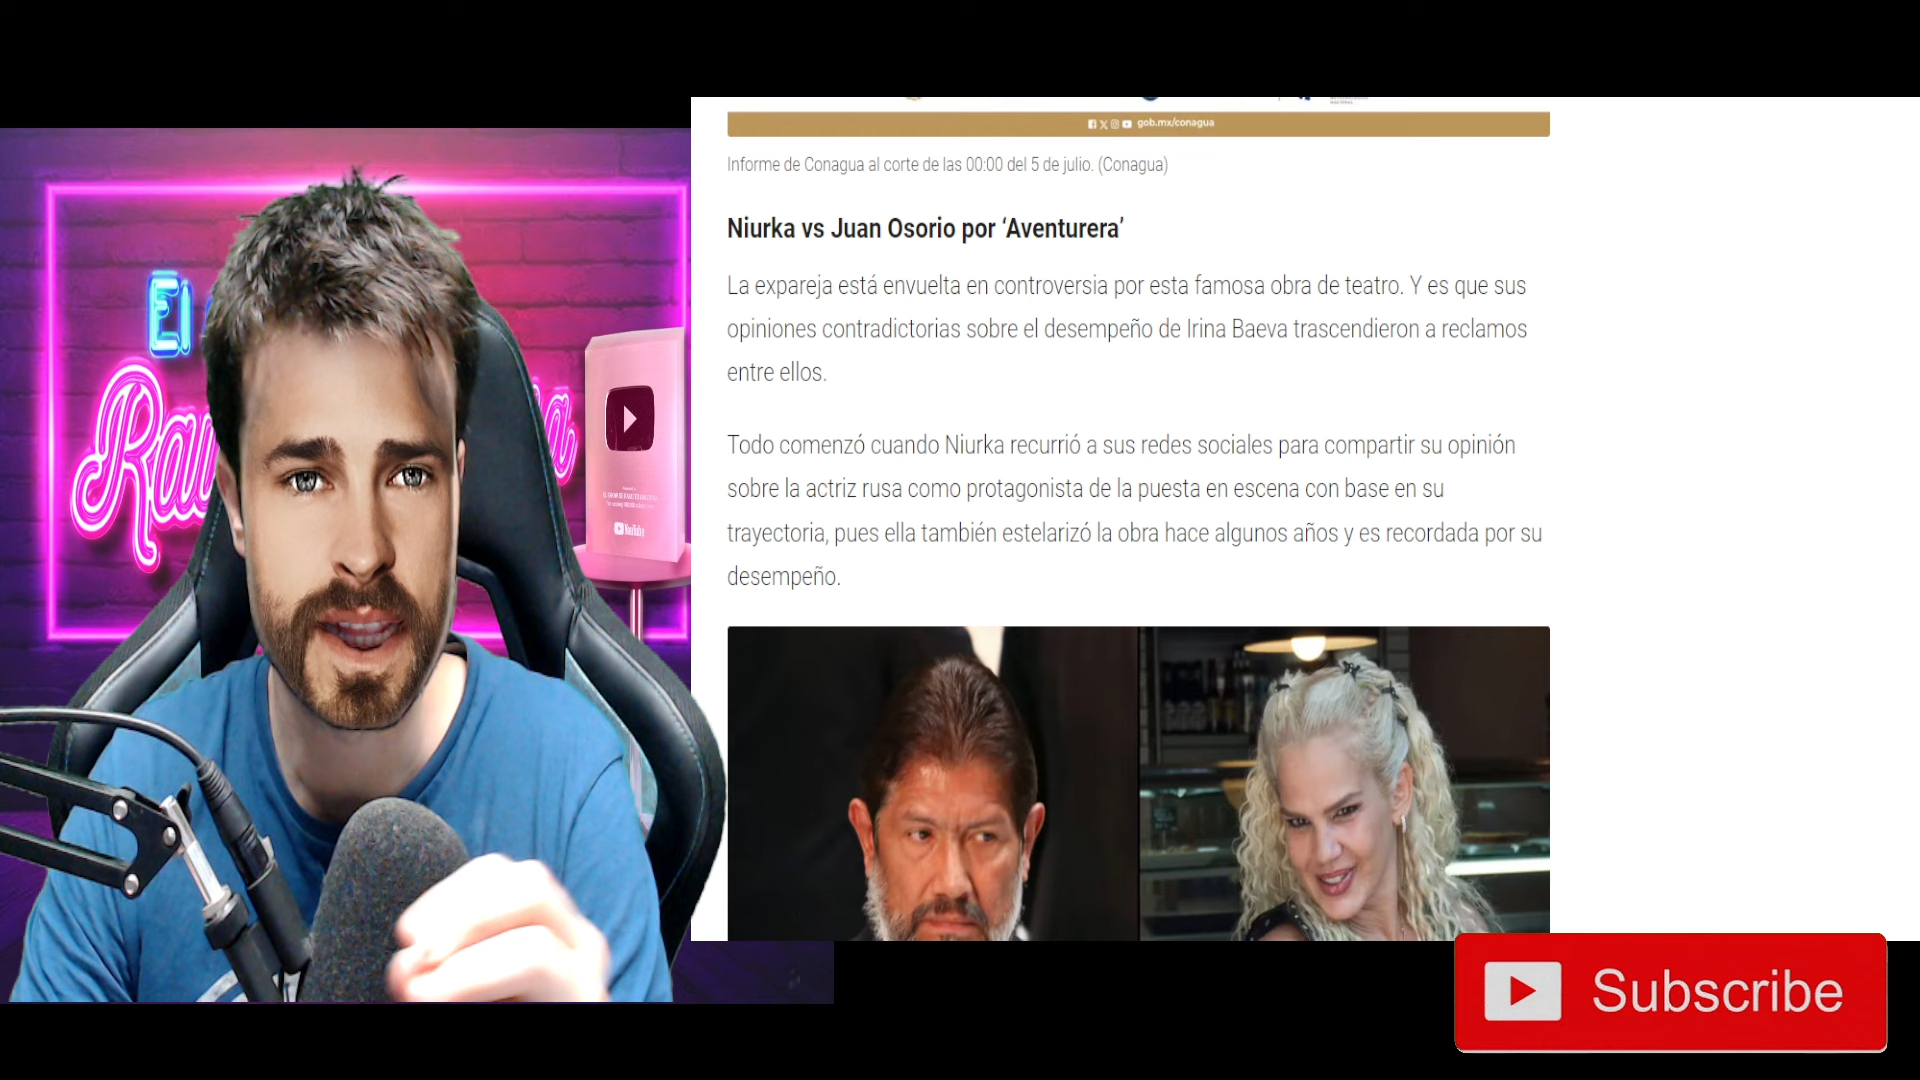 El
YouTube
gob.mx/conagua
Informe de Conagua al corte de las 00:00 del 5 de julio. (Conagua)
Niurka vs Juan Osorio por ‘Aventurera’
La expareja está envuelta en controversia por esta famosa obra de teatro. Y es que sus
opiniones contradictorias sobre el desempeño de Irina Baeva trascendieron a reclamos
entre ellos.
Todo comenzó cuando Niurka recurrió a sus redes sociales para compartir su opinión
sobre la actriz rusa como protagonista de la puesta en escena con base en su
trayectoria, pues ella también estelarizó la obra hace algunos años y es recordada por su
desempeño.
Subscribe